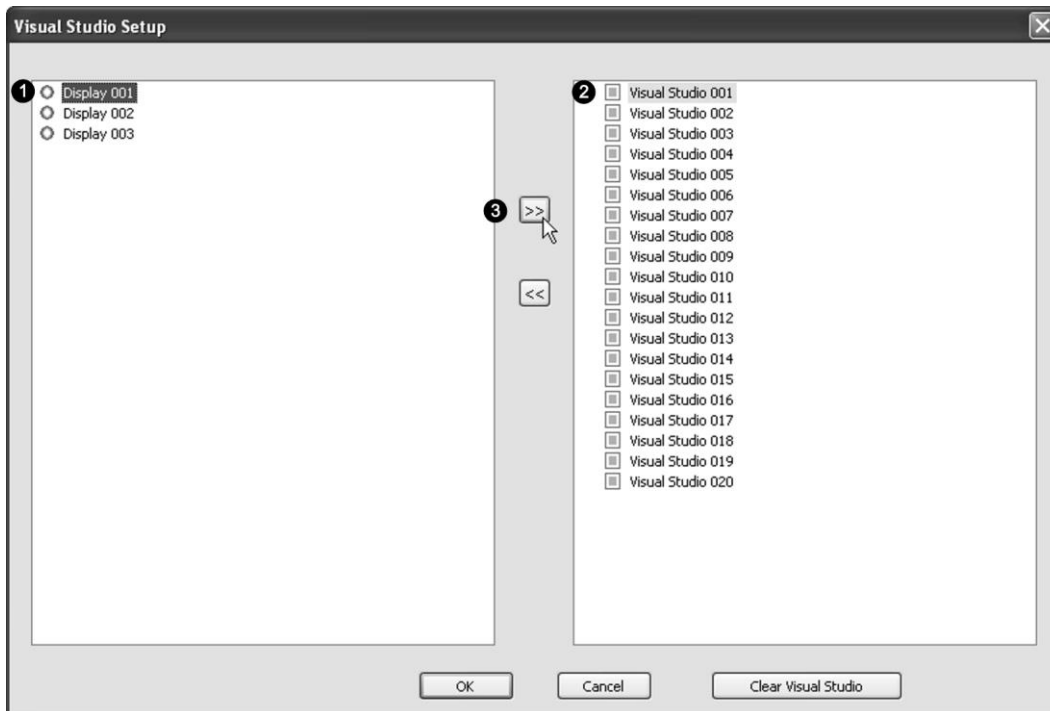 Visual Studio Setup
1 Display 001
Display 002
Display 003
2 Visual Studio 001
Visual Studio 002
Visual Studio 003
Visual Studio 004
Visual Studio 005
Visual Studio 006
Visual Studio 007
Visual Studio 008
Visual Studio 009
Visual Studio 010
Visual Studio 011
Visual Studio 012
Visual Studio 013
Visual Studio 014
Visual Studio 015
Visual Studio 016
Visual Studio 017
Visual Studio 018
Visual Studio 019
Visual Studio 020
3 >>
<<
OK Cancel Clear Visual Studio